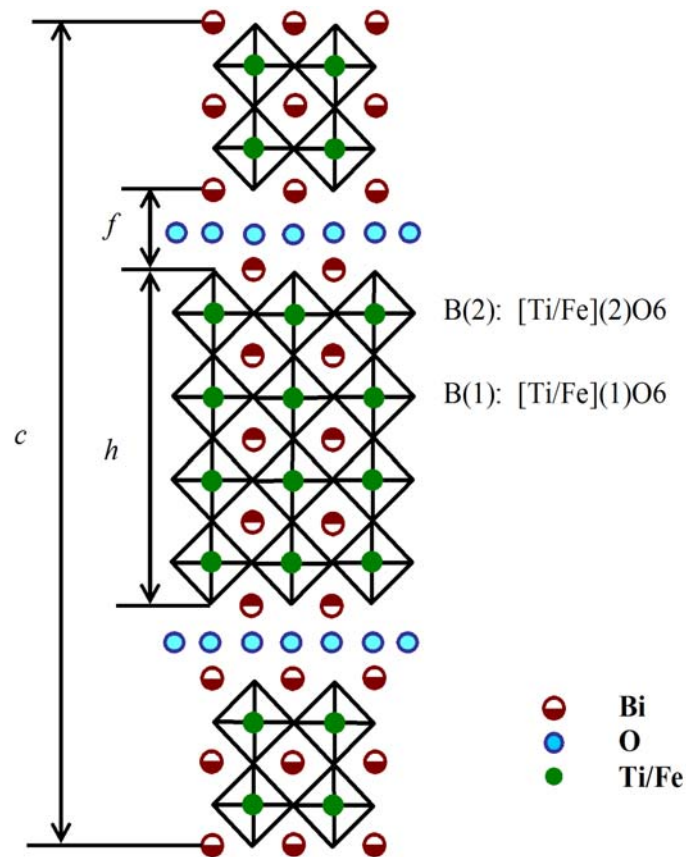 f
B(2): [Ti/Fe](2)O6
B(1): [Ti/Fe](1)O6
c
h
Bi
O
Ti/Fe